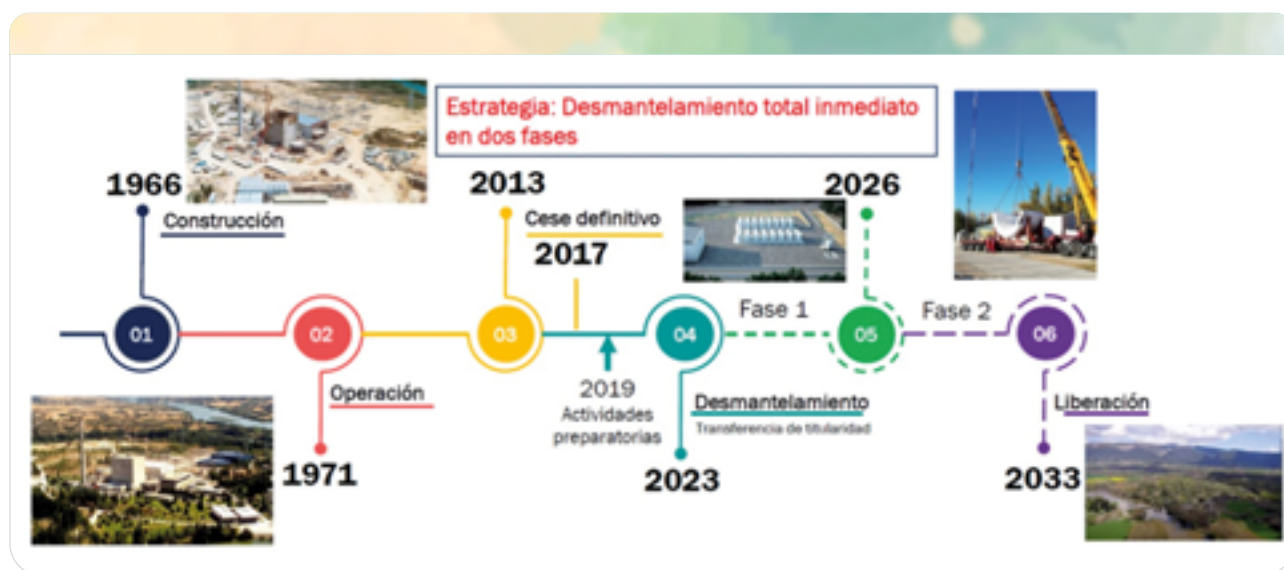 Estrategia: Desmantelamiento total inmediato
en dos fases
1966
Construcción
2013
Cese definitivo
2017
2026
01
02
03
04
Fase 1
05
Fase 2
06
Operación
1971
2019
Actividades
preparatorias
Desmantelamiento
Transferencia de titularidad
2023
Liberación
2033